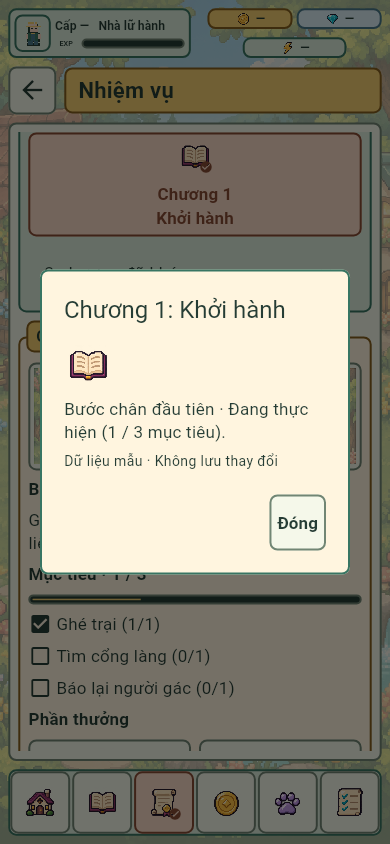 Cấp — Nhà lữ hành
EXP
—
—
—
Nhiệm vụ
Chương 1
Khởi hành
Chương 1: Khởi hành
Bước chân đầu tiên · Đang thực
hiện (1 / 3 mục tiêu).
Dữ liệu mẫu · Không lưu thay đổi
Đóng
Mục tiêu · 1 / 3
Ghé trại (1/1)
Tìm cổng làng (0/1)
Báo lại người gác (0/1)
Phần thưởng